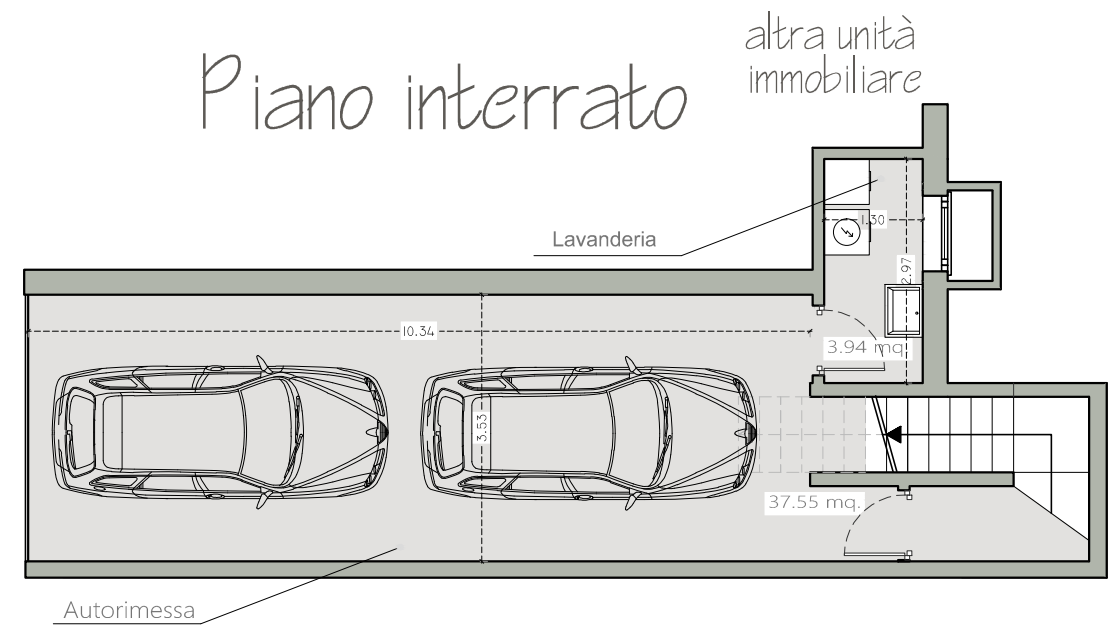 altra unità
immobiliare
Piano interrato
1.30
Lavanderia
2.97
10.34
3.94 mq.
3.53
37.55 mq.
Autorimessa